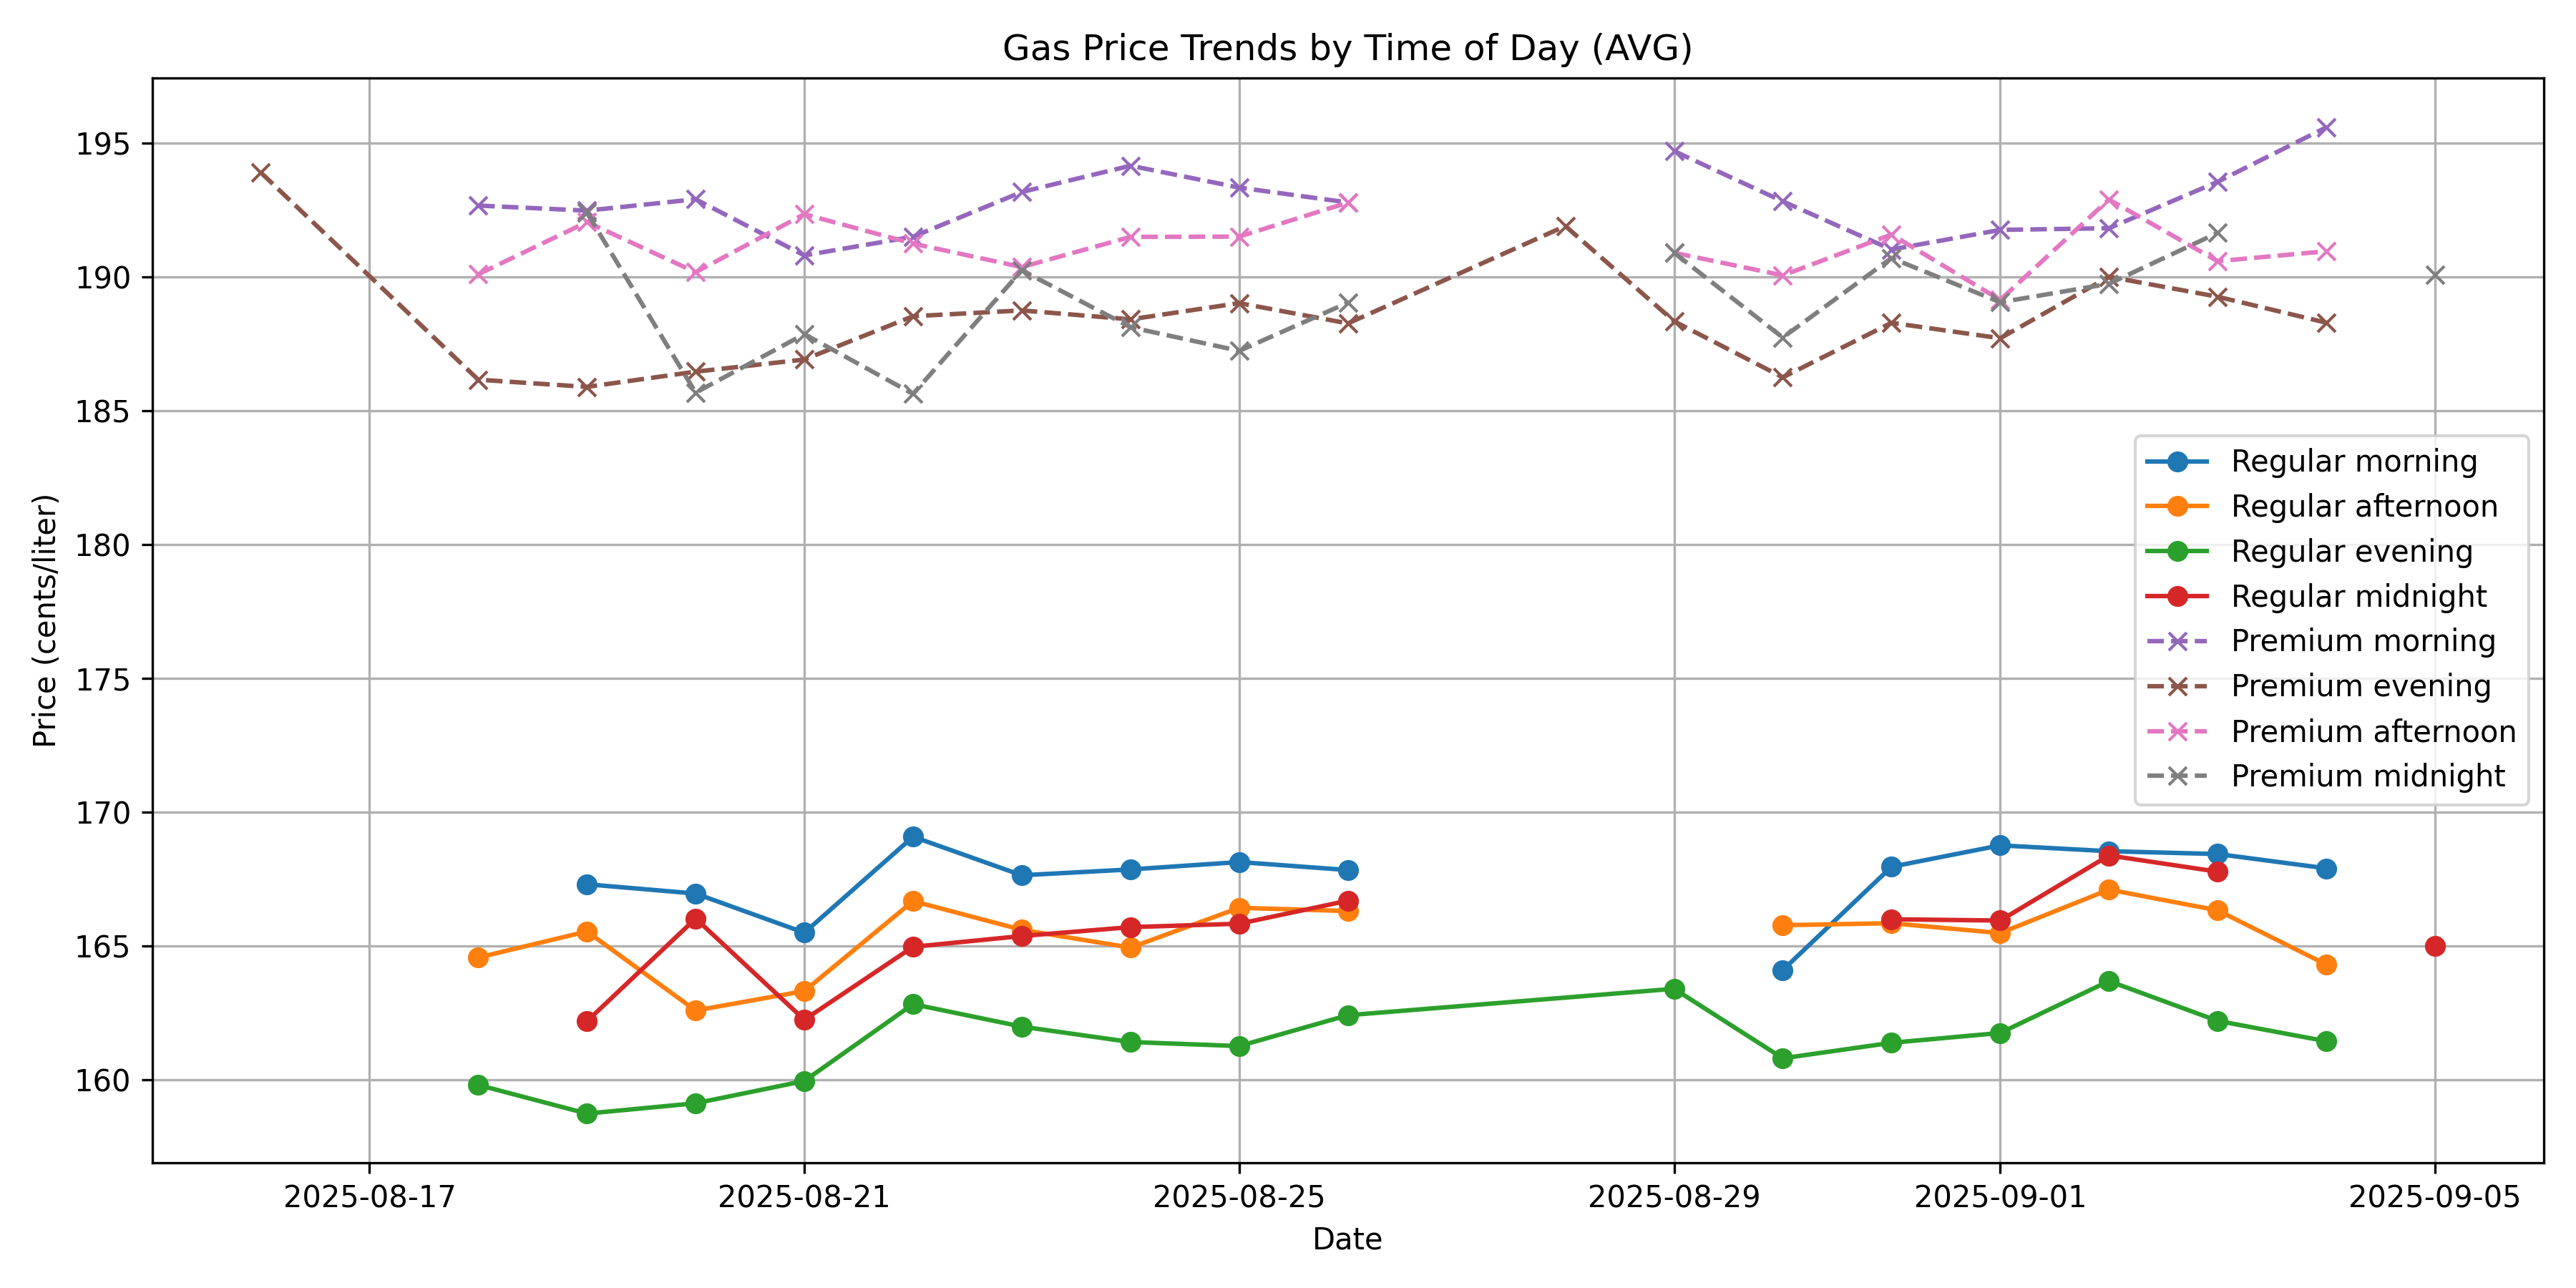 Gas Price Trends by Time of Day (AVG)
Price (cents/liter)
195
190
185
180
175
170
165
160
Regular morning
Regular afternoon
Regular evening
Regular midnight
Premium morning
Premium evening
Premium afternoon
Premium midnight
2025-08-17 2025-08-21 2025-08-25 2025-08-29 2025-09-01 2025-09-05
Date